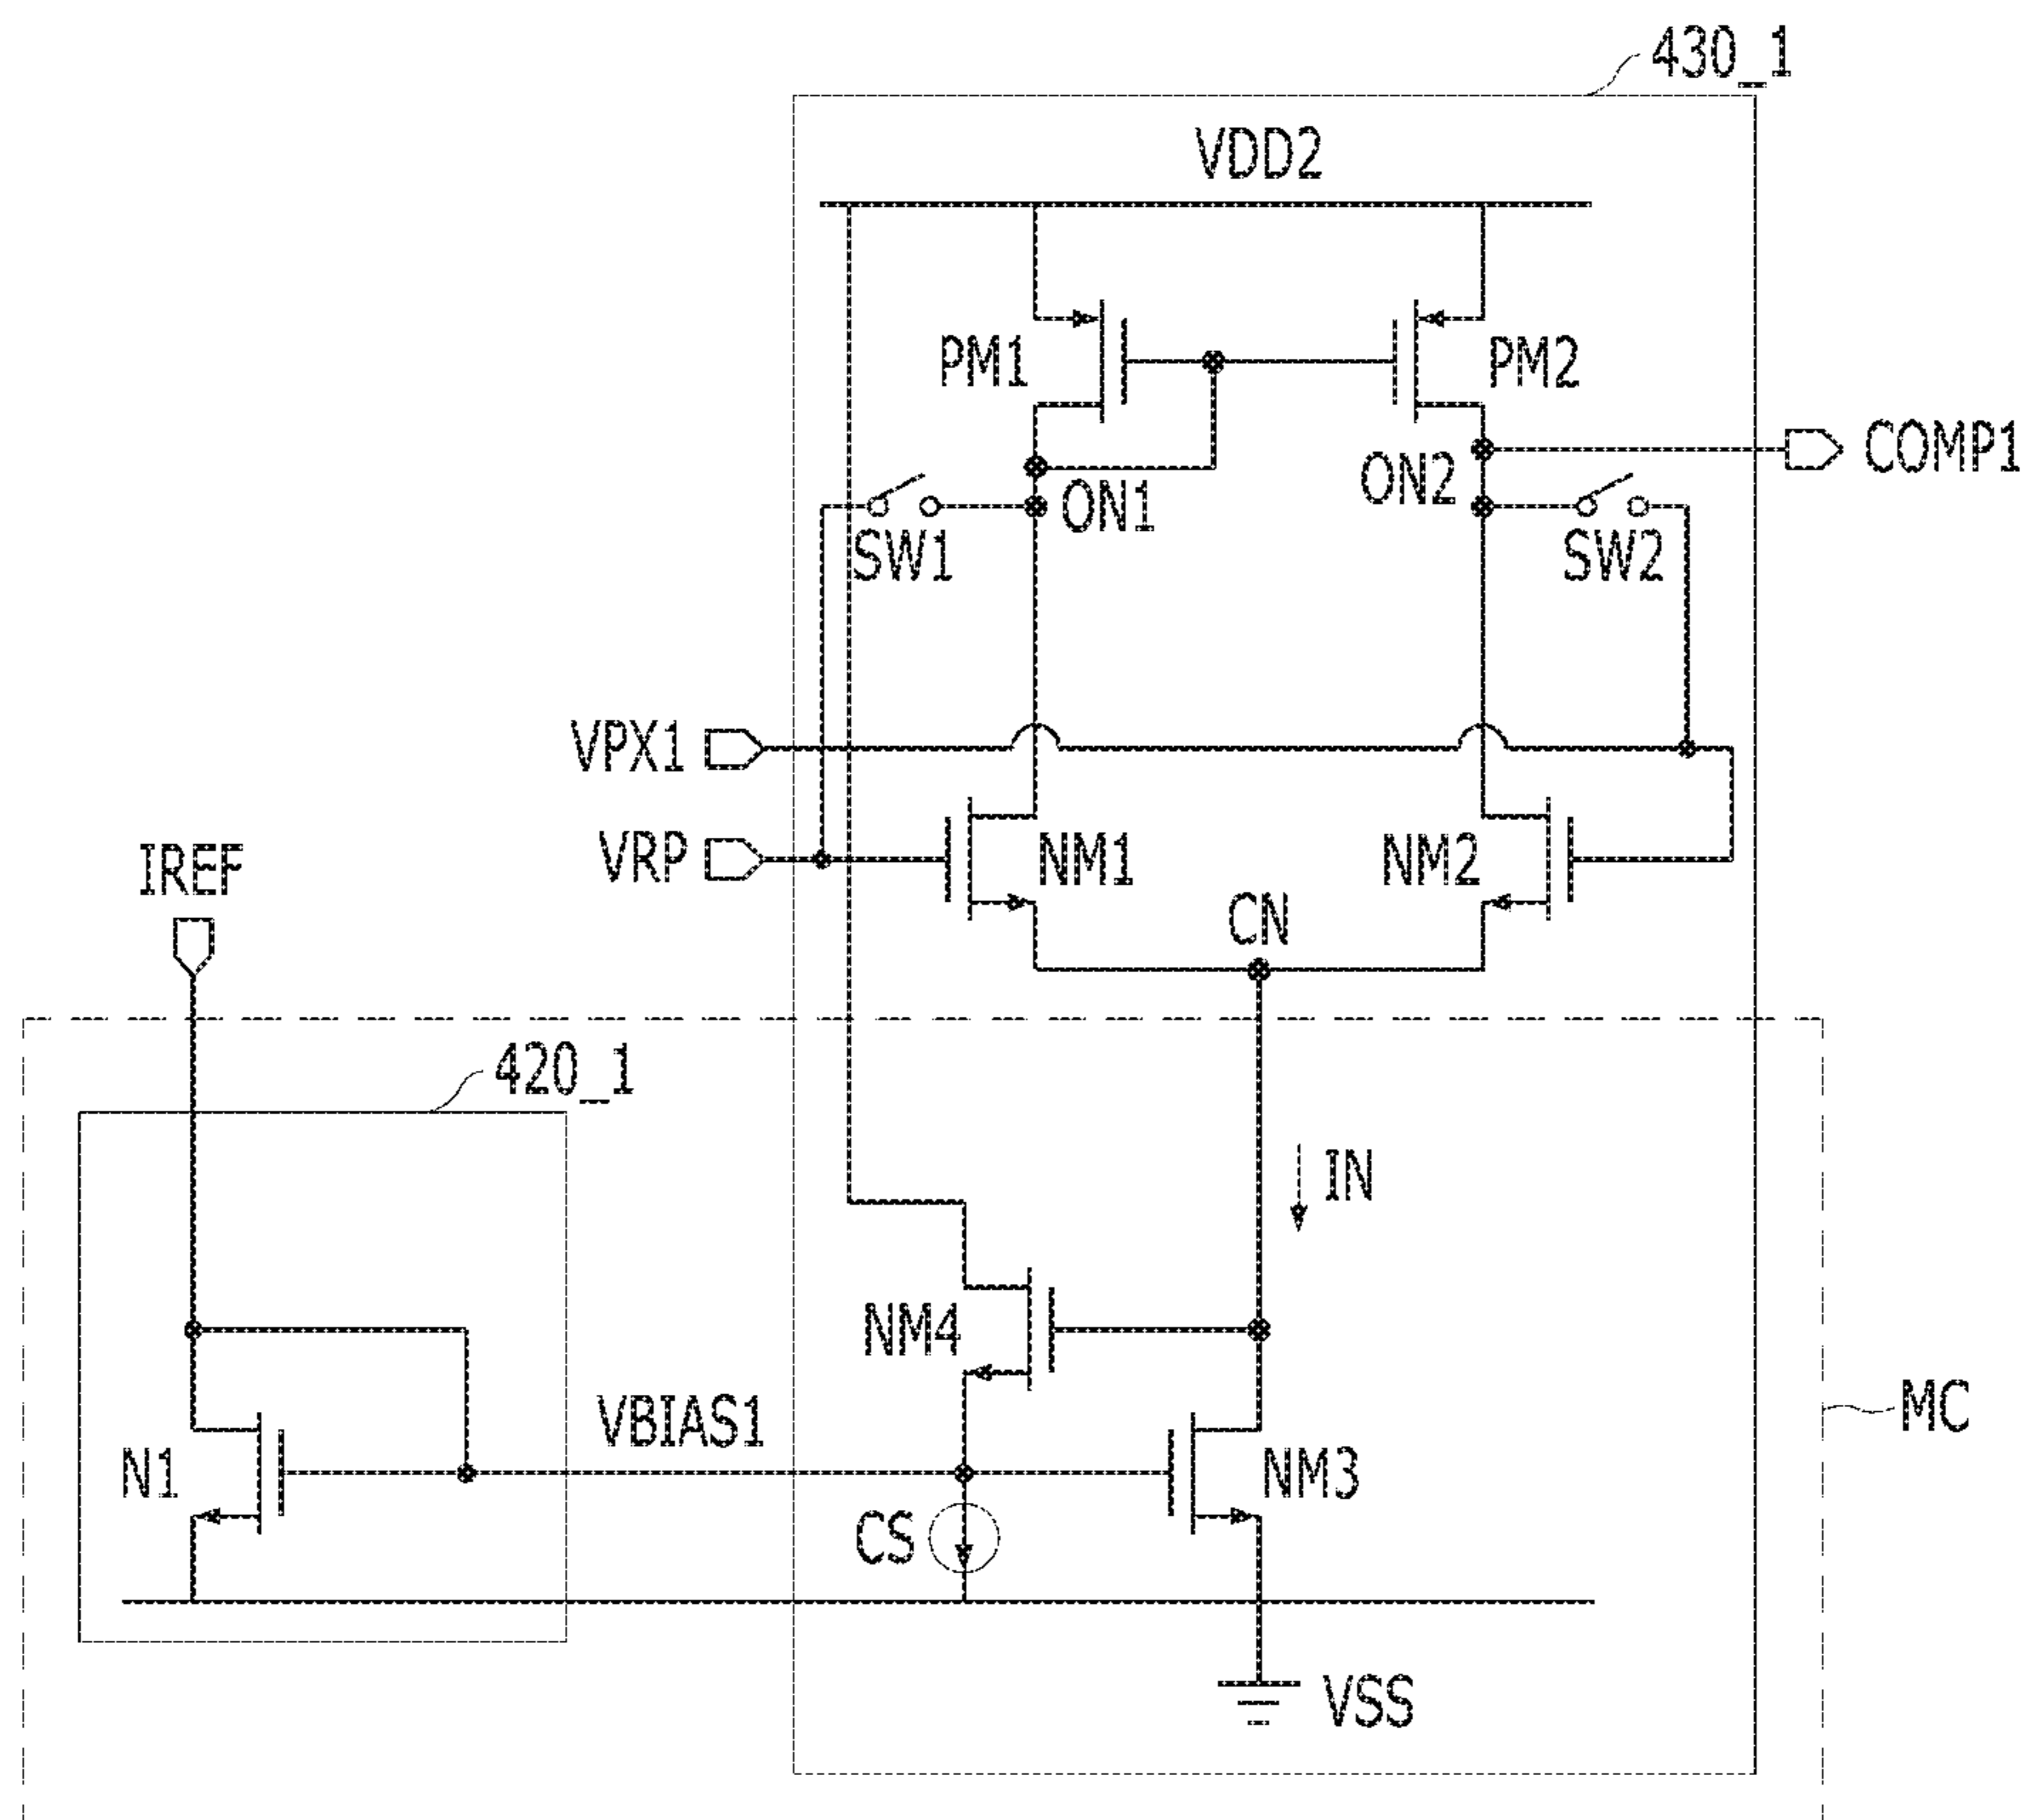 430_1
VDD2
PM1
PM2
COMP1
ON1
ON2
SW1
SW2
VPX1
VRP
NM1
NM2
IREF
CN
420_1
IN
NM4
MC
VBIAS1
N1
NM3
CS
VSS